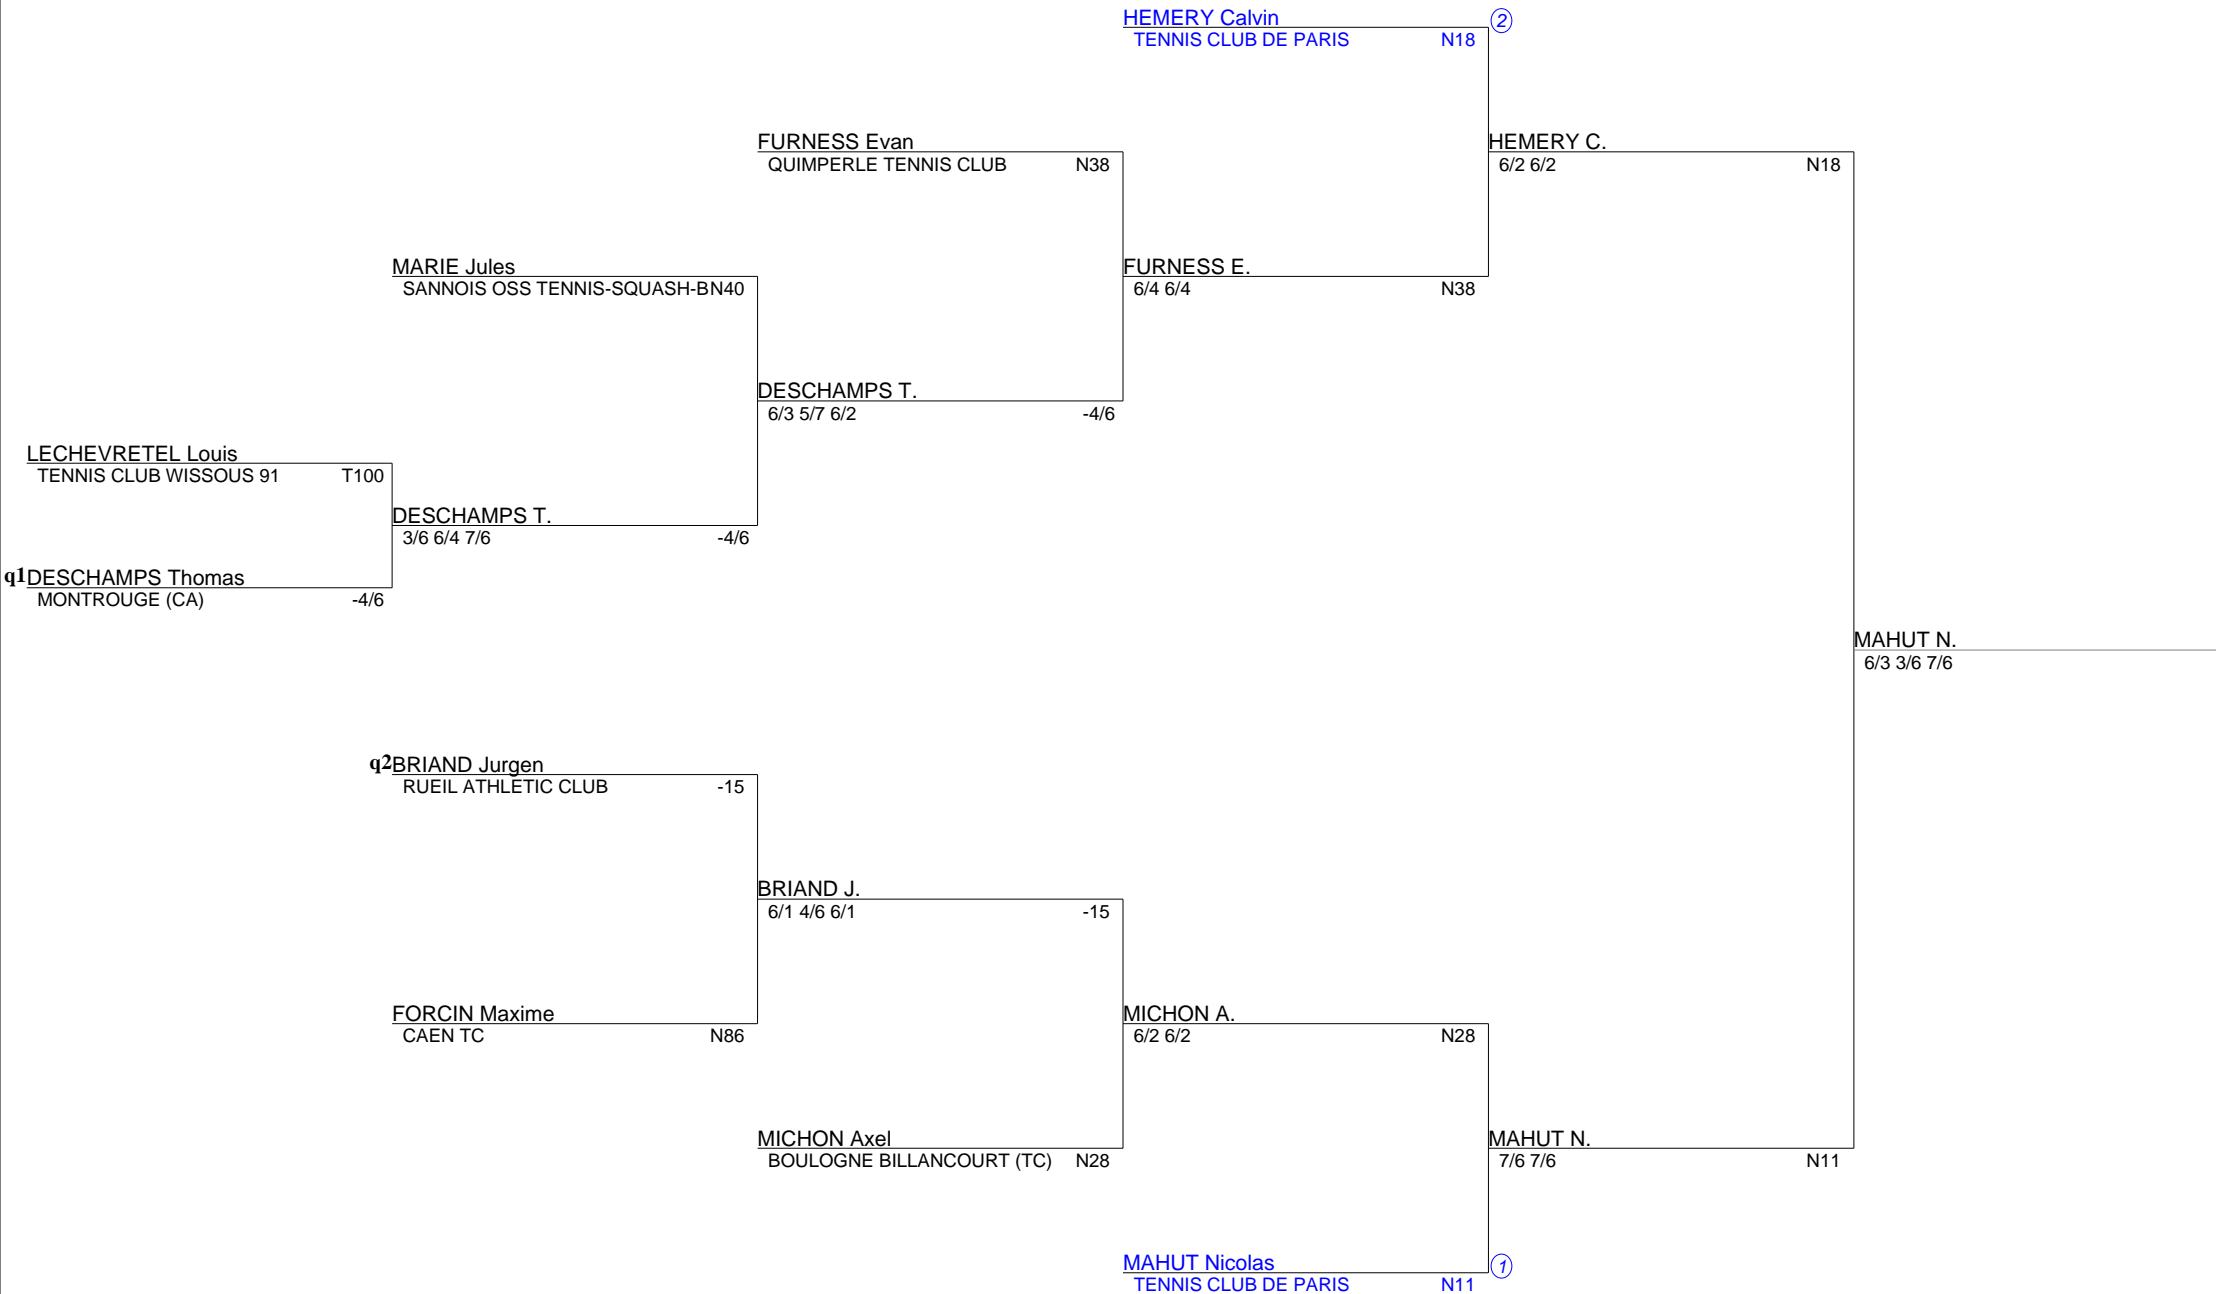 HEMERY Calvin 2
TENNIS CLUB DE PARIS N18
FURNESS Evan
QUIMPERLE TENNIS CLUB N38
HEMERY C.
6/2 6/2 N18
MARIE Jules
SANNOIS OSS TENNIS-SQUASH-BN40
FURNESS E.
6/4 6/4 N38
DESCHAMPS T.
6/3 5/7 6/2 -4/6
LECHEVRETEL Louis
TENNIS CLUB WISSOUS 91 T100
DESCHAMPS T.
3/6 6/4 7/6 -4/6
q1 DESCHAMPS Thomas
MONTROUGE (CA) -4/6
MAHUT N.
6/3 3/6 7/6
q2 BRIAND Jurgen
RUEIL ATHLETIC CLUB -15
BRIAND J.
6/1 4/6 6/1 -15
FORCIN Maxime
CAEN TC N86
MICHON A.
6/2 6/2 N28
MICHON Axel
BOULOGNE BILLANCOURT (TC) N28
MAHUT N.
7/6 7/6 N11
MAHUT Nicolas 1
TENNIS CLUB DE PARIS N11